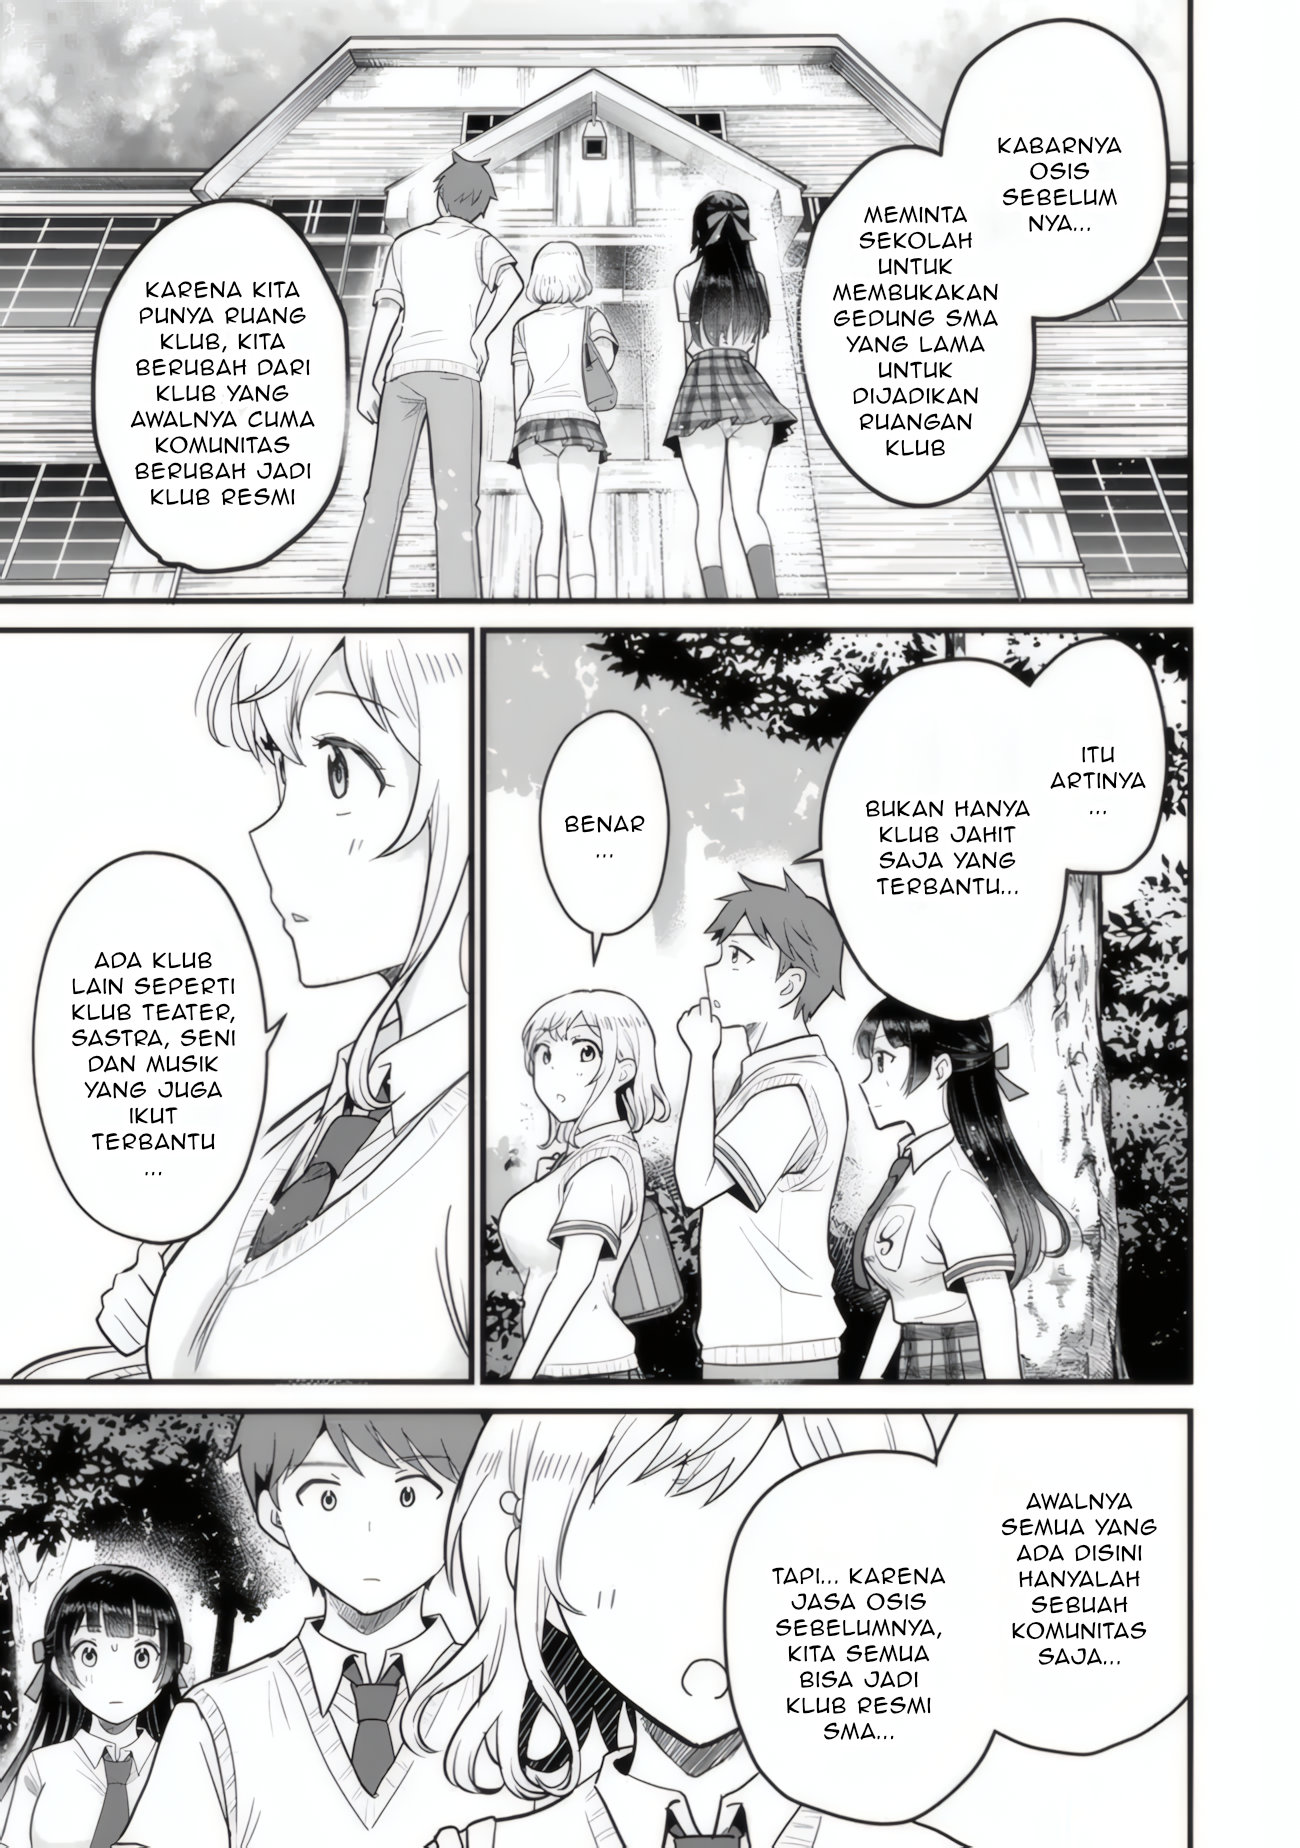 KABARNYA
OSIS
SEBELUM
NYA...
MEMINTA
SEKOLAH
UNTUK
MEMBUKAKAN
GEDUNG SMA
YANG LAMA
UNTUK
DIJADIKAN
RUANGAN
KLUB
KARENA KITA
PUNYA RUANG
KLUB, KITA
BERUBAH DARI
KLUB YANG
AWALNYA CUMA
KOMUNITAS
BERUBAH JADI
KLUB RESMI
ITU
ARTINYA
...
BUKAN HANYA
KLUB JAHIT
SAJA YANG
TERBANTU...
BENAR
...
ADA KLUB
LAIN SEPERTI
KLUB TEATER,
SASTRA, SENI
DAN MUSIK
YANG JUGA
IKUT
TERBANTU
...
AWALNYA
SEMUA YANG
ADA DISINI
HANYALAH
SEBUAH
KOMUNITAS
SAJA...
TAPI... KARENA
JASA OSIS
SEBELUMNYA,
KITA SEMUA
BISA JADI
KLUB RESMI
SMA...